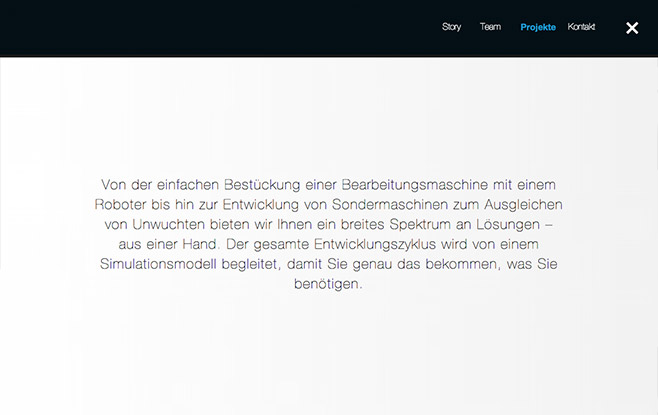 Story Team Projekte Kontakt
Von der einfachen Bestückung einer Bearbeitungsmaschine mit einem
Roboter bis hin zur Entwicklung von Sondermaschinen zum Ausgleichen
von Unwuchten bieten wir Ihnen ein breites Spektrum an Lösungen –
aus einer Hand. Der gesamte Entwicklungszyklus wird von einem
Simulationsmodell begleitet, damit Sie genau das bekommen, was Sie
benötigen.